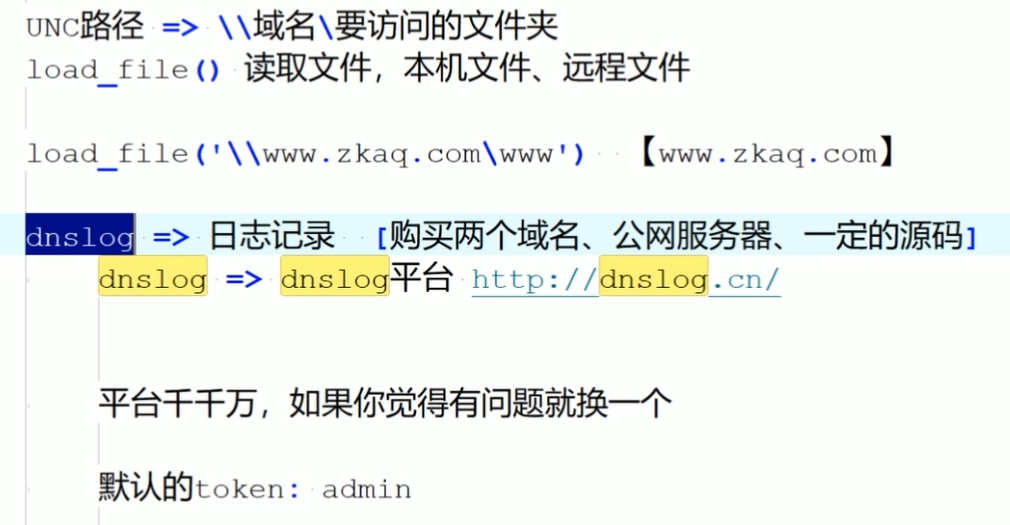 UNC路径 => \\域名\要访问的文件夹
load_file() 读取文件，本机文件、远程文件
load_file('\\www.zkaq.com\www') 【www.zkaq.com】
dnslog => 日志记录 [购买两个域名、公网服务器、一定的源码]
dnslog => dnslog平台 http://dnslog.cn/
平台千千万，如果你觉得有问题就换一个
默认的token: admin